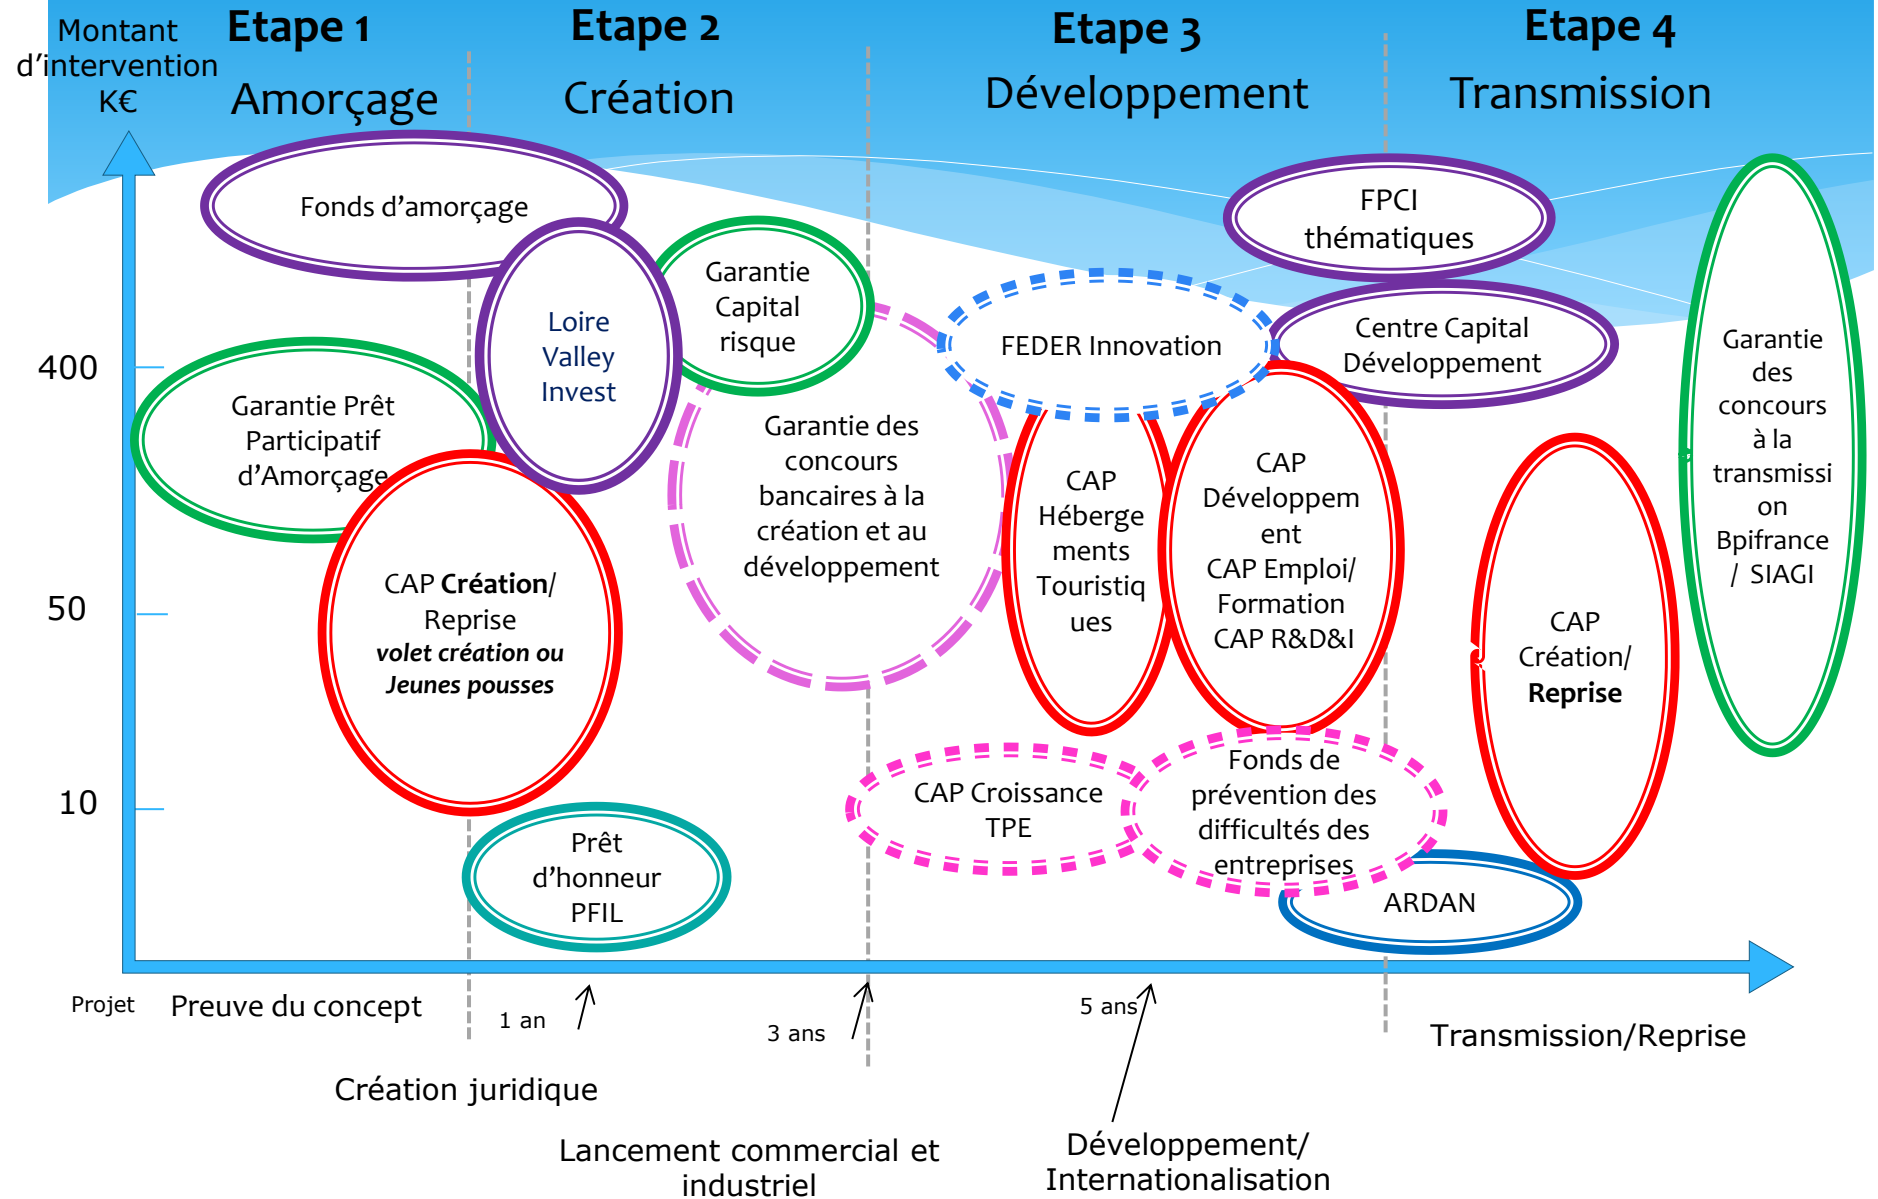 Montant
d'intervention
K€
Etape 1
Amorçage
Etape 2
Création
Etape 3
Développement
Etape 4
Transmission
Fonds d'amorçage
FPCI
thématiques
Garantie
Capital
risque
Loire
Valley
Invest
FEDER Innovation
Centre Capital
Développement
Garantie
des
concours
à la
transmissi
on
Bpifrance
/ SIAGI
400
Garantie Prêt
Participatif
d'Amorçage
Garantie des
concours
bancaires à la
création et au
développement
CAP
Héberge
ments
Touristiq
ues
CAP
Développem
ent
CAP Emploi/
Formation
CAP R&D&I
50
CAP Création/
Reprise
volet création ou
Jeunes pousses
CAP
Création/
Reprise
10
CAP Croissance
TPE
Fonds de
prévention des
difficultés des
entreprises
Prêt
d'honneur
PFIL
ARDAN
Projet
Preuve du concept
1 an
3 ans
5 ans
Transmission/Reprise
Création juridique
Lancement commercial et
industriel
Développement/
Internationalisation